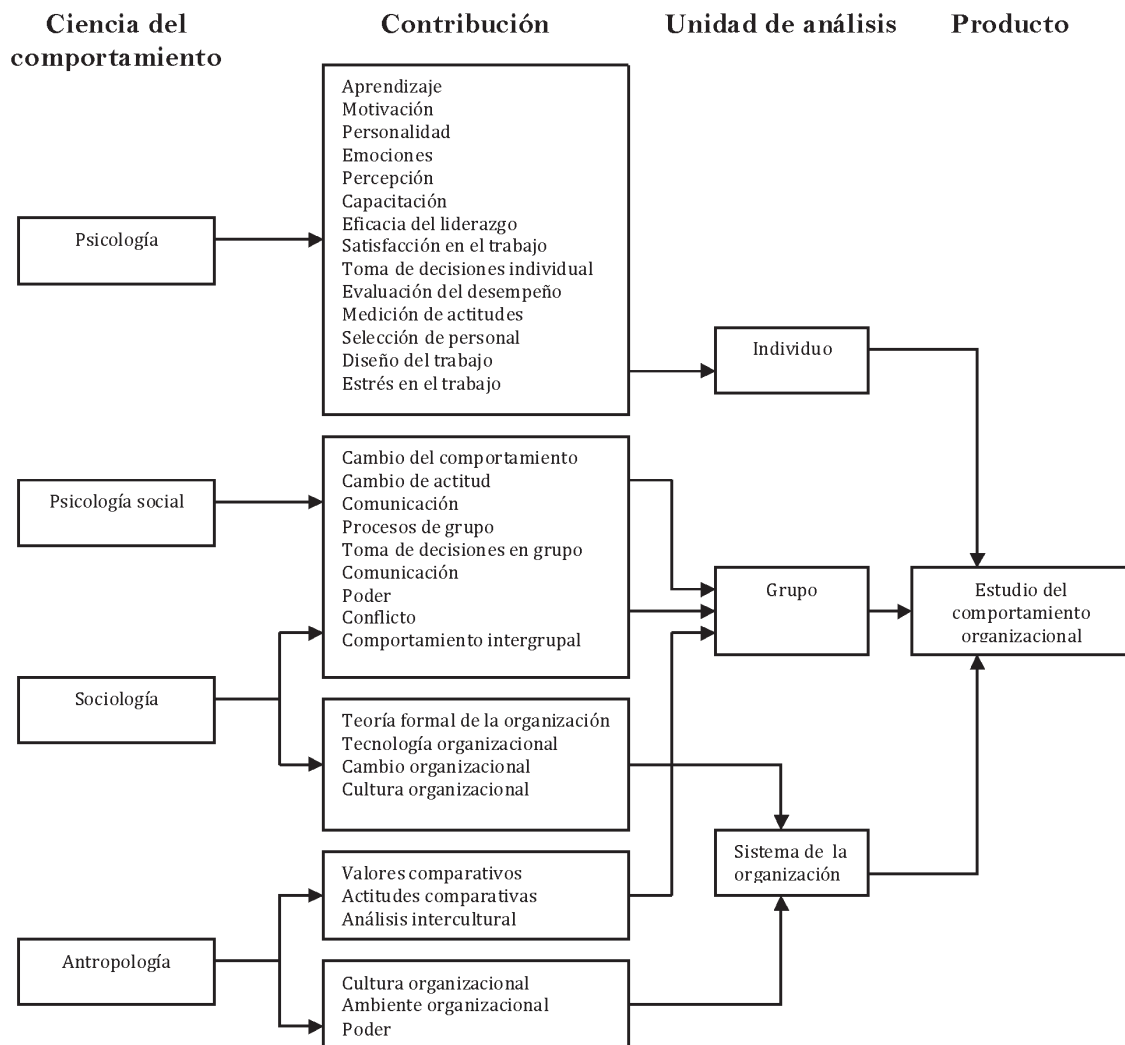 Ciencia del
comportamiento
Contribución
Unidad de análisis
Producto
Psicología
Aprendizaje
Motivación
Personalidad
Emociones
Percepción
Capacitación
Eficacia del liderazgo
Satisfacción en el trabajo
Toma de decisiones individual
Evaluación del desempeño
Medición de actitudes
Selección de personal
Diseño del trabajo
Estrés en el trabajo
Individuo
Psicología social
Cambio del comportamiento
Cambio de actitud
Comunicación
Procesos de grupo
Toma de decisiones en grupo
Comunicación
Poder
Conflicto
Comportamiento intergrupal
Grupo
Estudio del
comportamiento
organizacional
Sociología
Teoría formal de la organización
Tecnología organizacional
Cambio organizacional
Cultura organizacional
Sistema de la
organización
Valores comparativos
Actitudes comparativas
Análisis intercultural
Antropología
Cultura organizacional
Ambiente organizacional
Poder